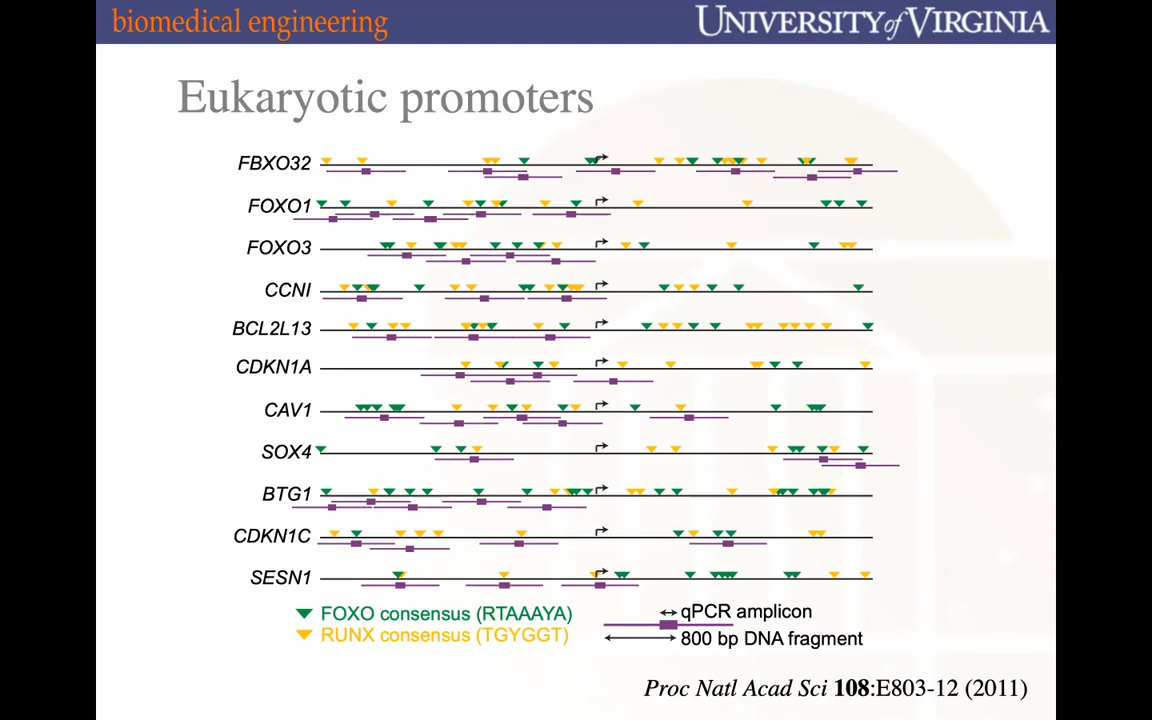 biomedical engineering
UNIVERSITY of VIRGINIA
Eukaryotic promoters
FBXO32
FOXO1
FOXO3
CCNI
BCL2L13
CDKN1A
CAV1
SOX4
BTG1
CDKN1C
SESN1
FOXO consensus (RTAAAYA)
RUNX consensus (TGYGGT)
qPCR amplicon
800 bp DNA fragment
Proc Natl Acad Sci 108:E803-12 (2011)